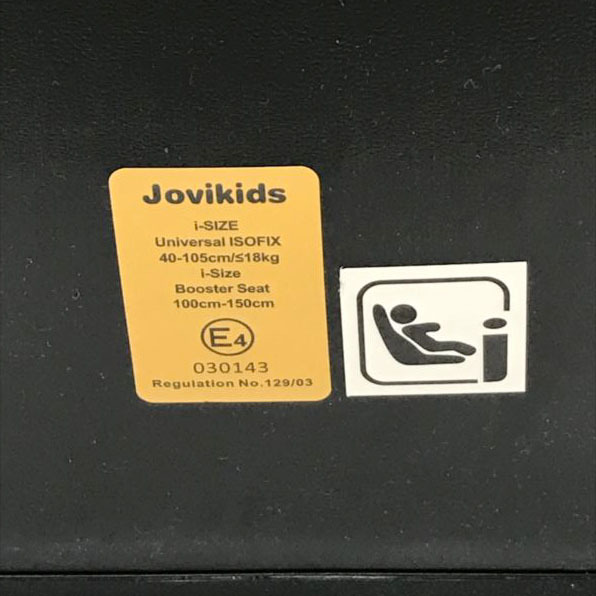 Jovikids
i-SIZE
Universal ISOFIX
40-105cm/≤18kg
i-Size
Booster Seat
100cm-150cm
E4
030143
Regulation No.129/03
i